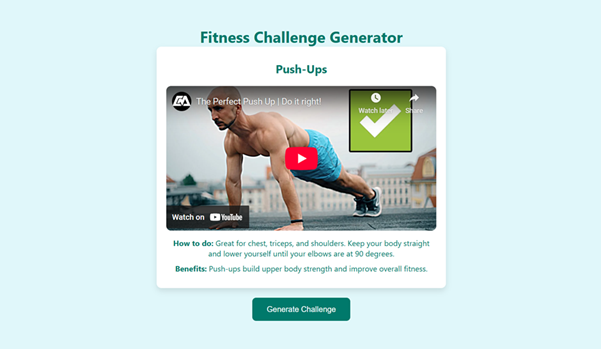 Fitness Challenge Generator
Push-Ups
The Perfect Push Up | Do it right!
Watch later
Share
Watch on YouTube
How to do: Great for chest, triceps, and shoulders. Keep your body straight
and lower yourself until your elbows are at 90 degrees.
Benefits: Push-ups build upper body strength and improve overall fitness.
Generate Challenge